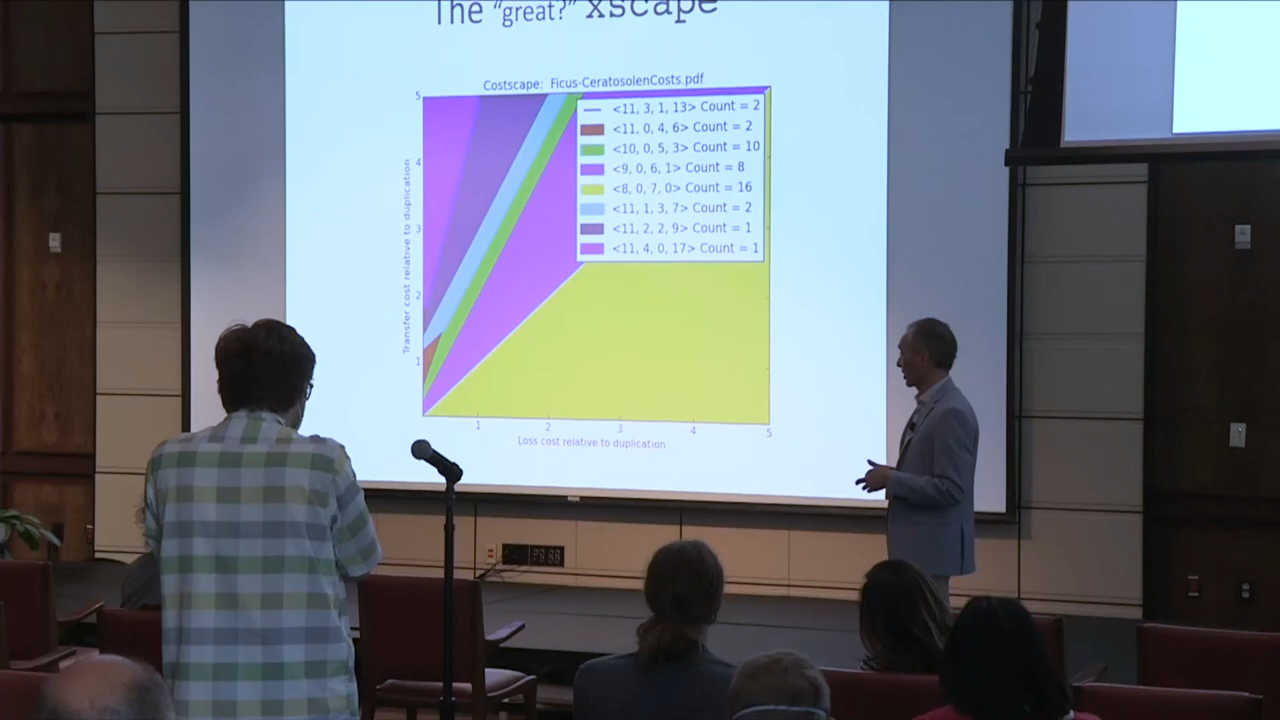 The “great?” xscape
Costscape: Ficus-CeratosolenCosts.pdf
<11, 3, 1, 13> Count = 2
<11, 0, 4, 6> Count = 2
<10, 0, 5, 3> Count = 10
<9, 0, 6, 1> Count = 8
<8, 0, 7, 0> Count = 16
<11, 1, 3, 7> Count = 2
<11, 2, 2, 9> Count = 1
<11, 4, 0, 17> Count = 1
Transfer cost relative to duplication
5
4
3
2
1
1 2 3 4 5
Loss cost relative to duplication